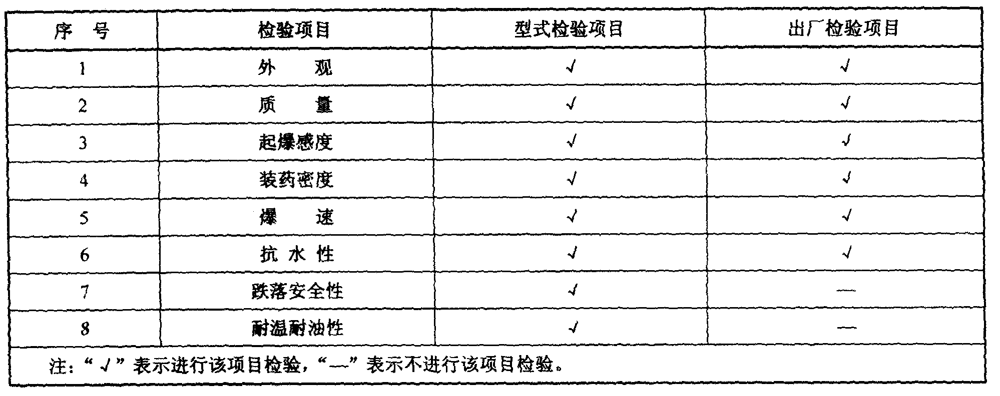 序 号 检验项目 型式检验项目 出厂检验项目
1 外 观 √ √
2 质 量 √ √
3 起爆感度 √ √
4 装药密度 √ √
5 爆 速 √ √
6 抗 水 性 √ √
7 跌落安全性 √ —
8 耐温耐油性 √ —
注：“√”表示进行该项目检验，“—”表示不进行该项目检验。